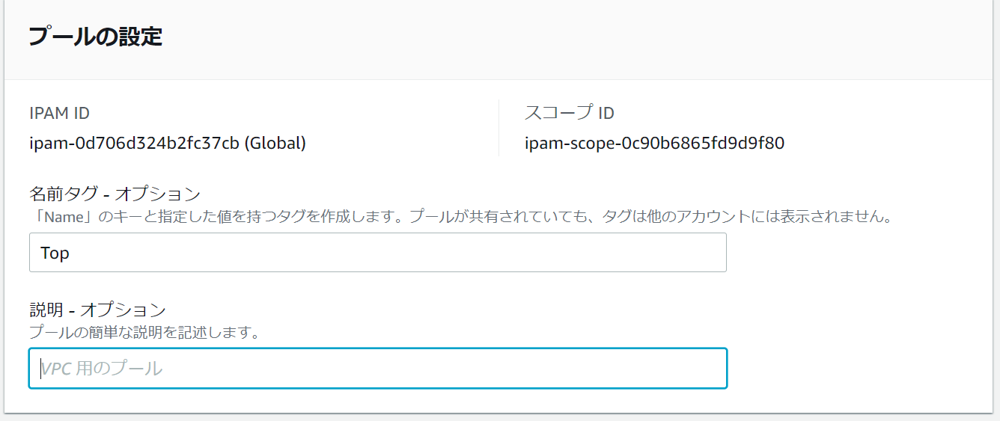 プールの設定
IPAM ID
ipam-0d706d324b2fc37cb (Global)
スコープ ID
ipam-scope-0c90b6865fd9d9f80
名前タグ - オプション
「Name」のキーと指定した値を持つタグを作成します。プールが共有されていても、タグは他のアカウントには表示されません。
Top
説明 - オプション
プールの簡単な説明を記述します。
VPC 用のプール